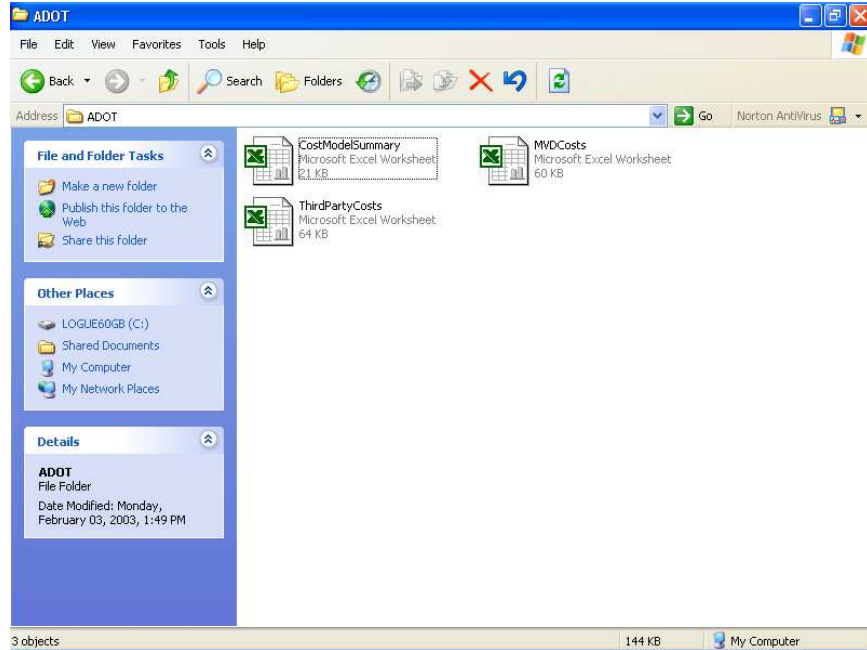 ADOT
File Edit View Favorites Tools Help
Back Search Folders
Address ADOT Go Norton AntiVirus
File and Folder Tasks
Make a new folder
Publish this folder to the
Web
Share this folder
Other Places
LOGUE60GB (C:)
Shared Documents
My Computer
My Network Places
Details
ADOT
File Folder
Date Modified: Monday,
February 03, 2003, 1:49 PM
CostModelSummary
Microsoft Excel Worksheet
21 KB
MVDCosts
Microsoft Excel Worksheet
60 KB
ThirdPartyCosts
Microsoft Excel Worksheet
64 KB
3 objects 144 KB My Computer